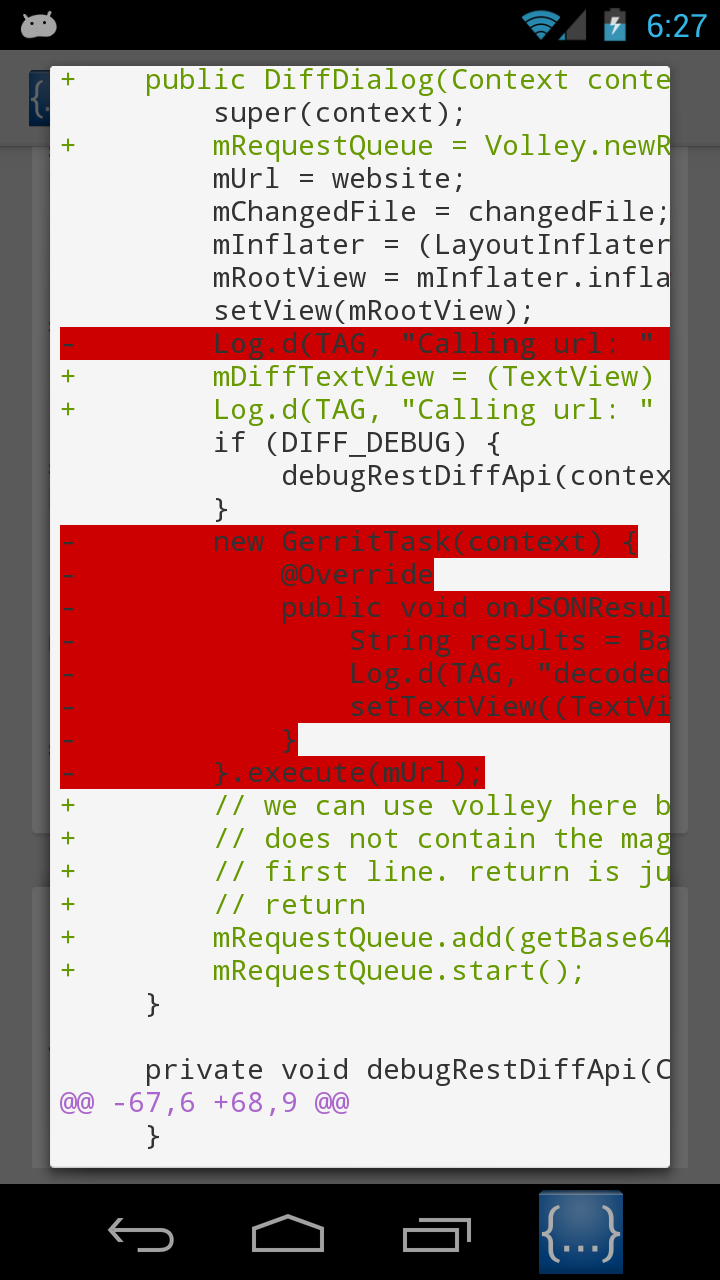 6:27
{.
+    public DiffDialog(Context conte
         super(context);
+        mRequestQueue = Volley.newR
         mUrl = website;
         mChangedFile = changedFile;
         mInflater = (LayoutInflater
         mRootView = mInflater.infla
         setView(mRootView);
-        Log.d(TAG, "Calling url: "
+        mDiffTextView = (TextView)
+        Log.d(TAG, "Calling url: "
         if (DIFF_DEBUG) {
             debugRestDiffApi(contex
         }
-        new GerritTask(context) {
-            @Override
-            public void onJSONResul
-                String results = Ba
-                Log.d(TAG, "decoded
-                setTextView((TextVi
-            }
-        }.execute(mUrl);
+        // we can use volley here b
+        // does not contain the mag
+        // first line. return is ju
+        // return
+        mRequestQueue.add(getBase64
+        mRequestQueue.start();
     }
     private void debugRestDiffApi(C
@@ -67,6 +68,9 @@
     }
{...}